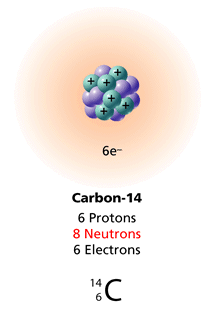 +
+
+
+
+
+
6e⁻
Carbon-14
6 Protons
8 Neutrons
6 Electrons
¹⁴₆C